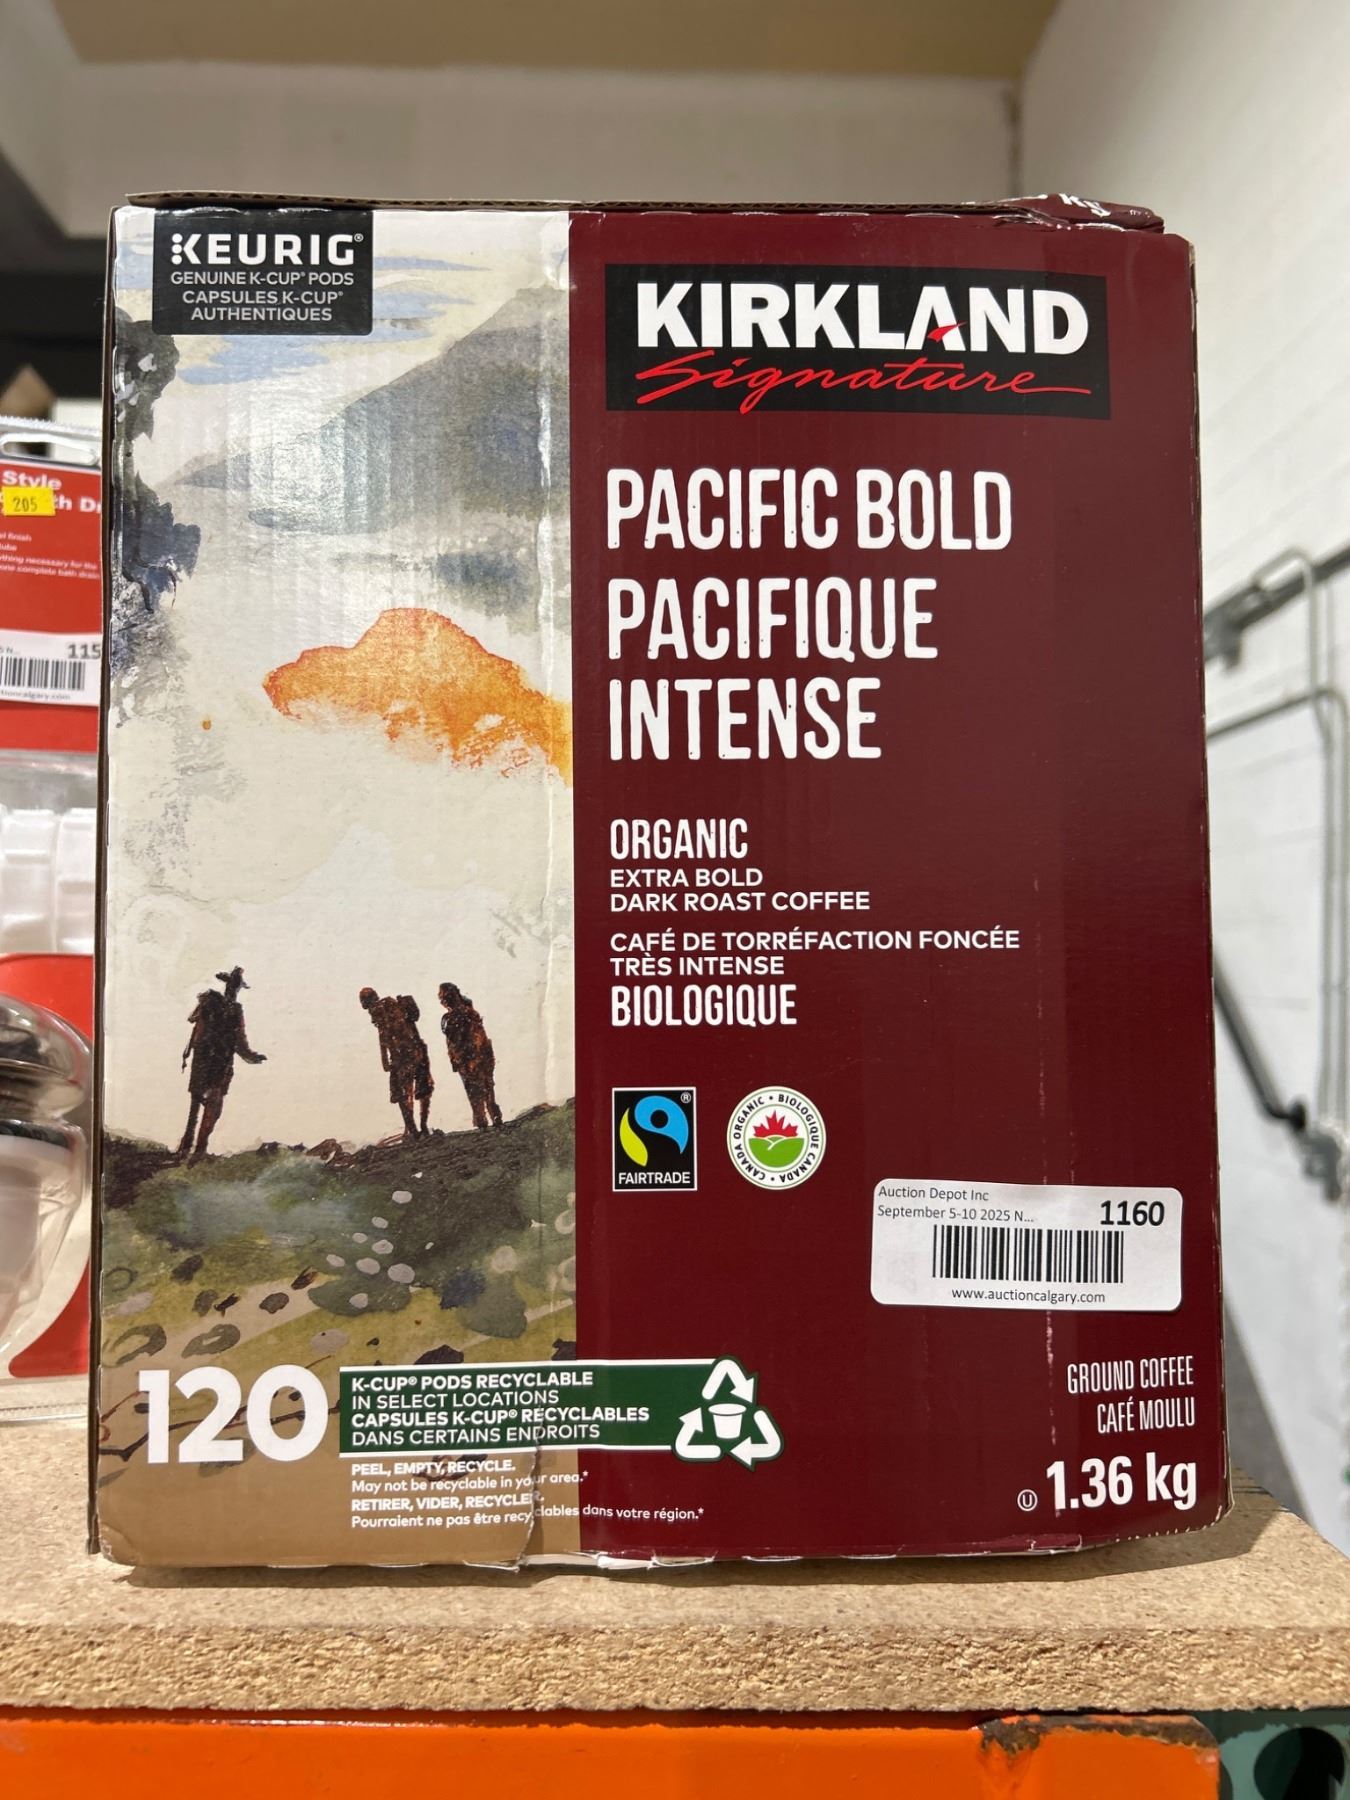 KEURIG®
GENUINE K-CUP® PODS
CAPSULES K-CUP®
AUTHENTIQUES
KIRKLAND
Signature
PACIFIC BOLD
PACIFIQUE
INTENSE
ORGANIC
EXTRA BOLD
DARK ROAST COFFEE
CAFÉ DE TORRÉFACTION FONCÉE
TRÈS INTENSE
BIOLOGIQUE
FAIRTRADE
®
CANADA ORGANIC • BIOLOGIQUE CANADA •
Auction Depot Inc
September 5-10 2025 N...
1160
www.auctioncalgary.com
120
K-CUP® PODS RECYCLABLE
IN SELECT LOCATIONS
CAPSULES K-CUP® RECYCLABLES
DANS CERTAINS ENDROITS
PEEL, EMPTY, RECYCLE.
May not be recyclable in your area.*
RETIRER, VIDER, RECYCLER.
Pourraient ne pas être recyclables dans votre région.*
GROUND COFFEE
CAFÉ MOULU
U 1.36 kg
kg
Style
205
115